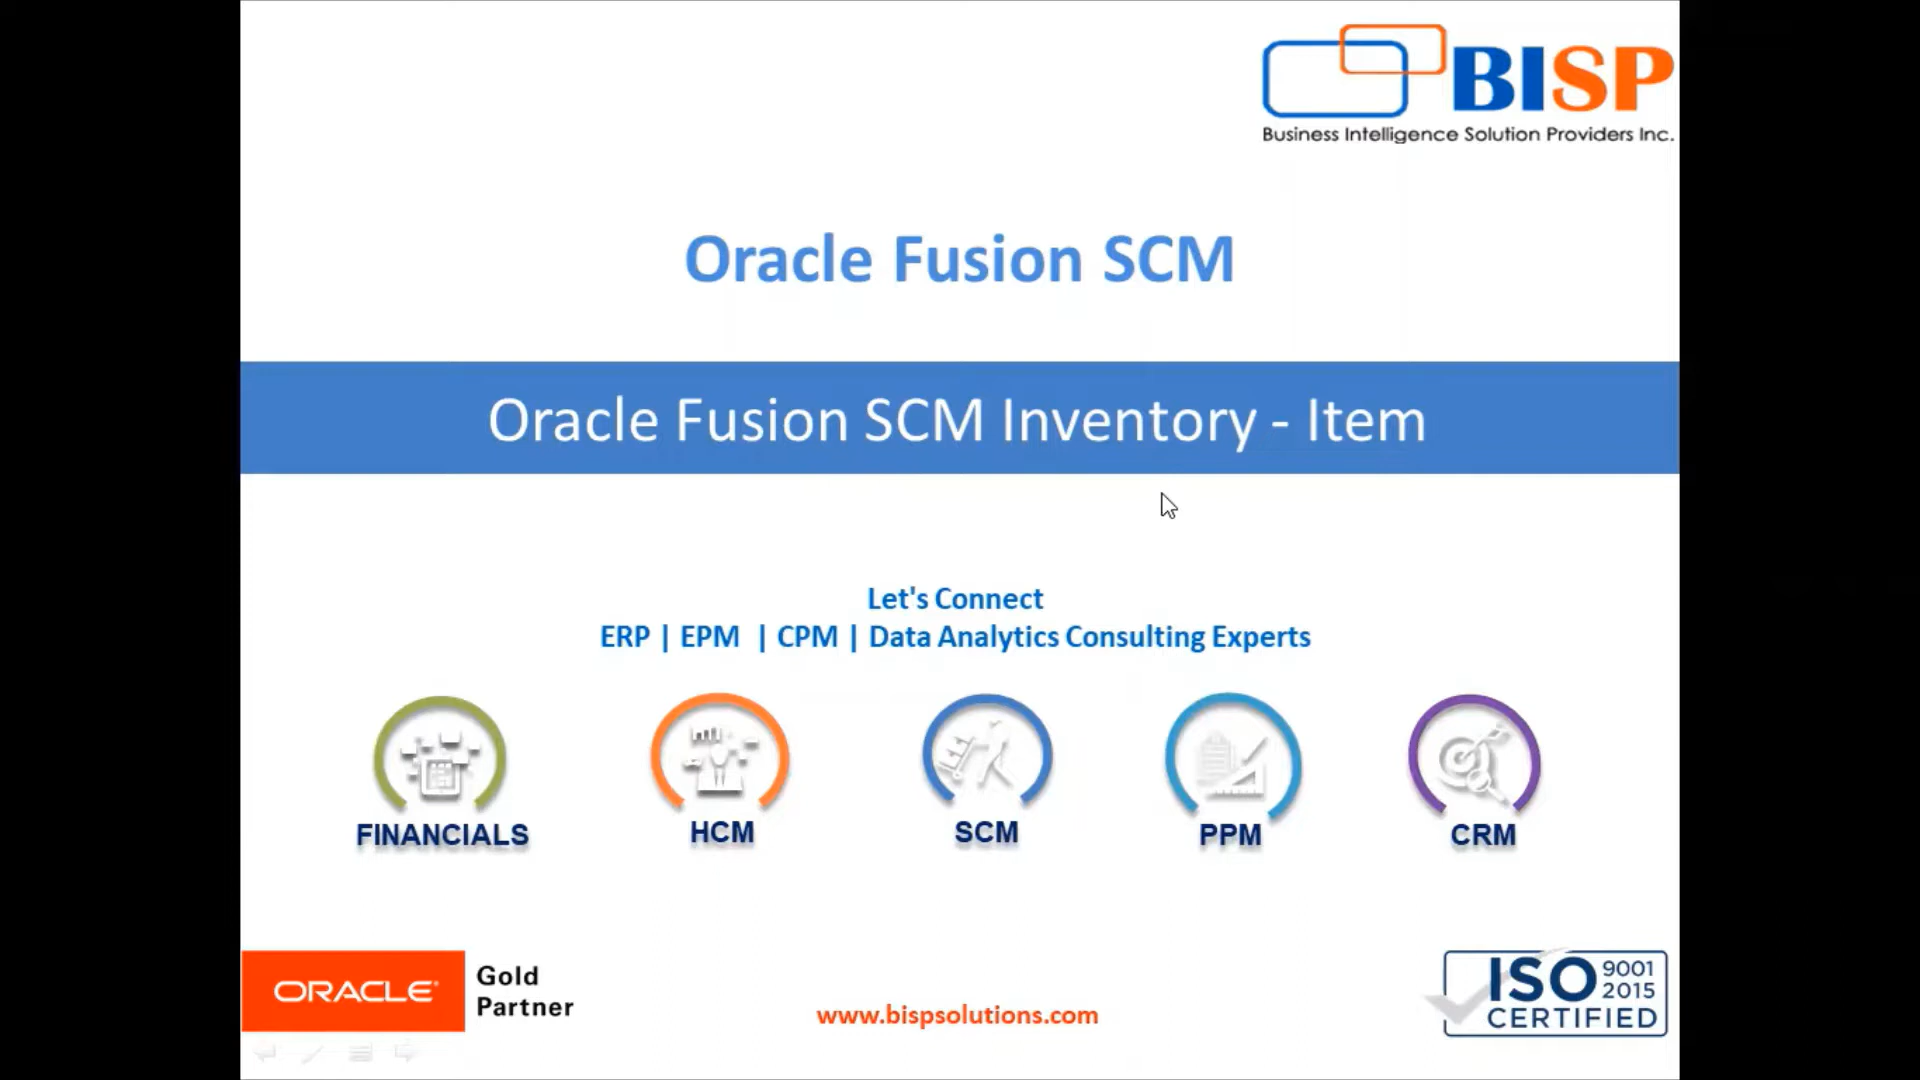 BISP
Business Intelligence Solution Providers Inc.
Oracle Fusion SCM
Oracle Fusion SCM Inventory - Item
Let's Connect
ERP | EPM | CPM | Data Analytics Consulting Experts
FINANCIALS
HCM
SCM
PPM
CRM
ORACLE®
Gold
Partner
www.bispsolutions.com
ISO 9001
2015
CERTIFIED